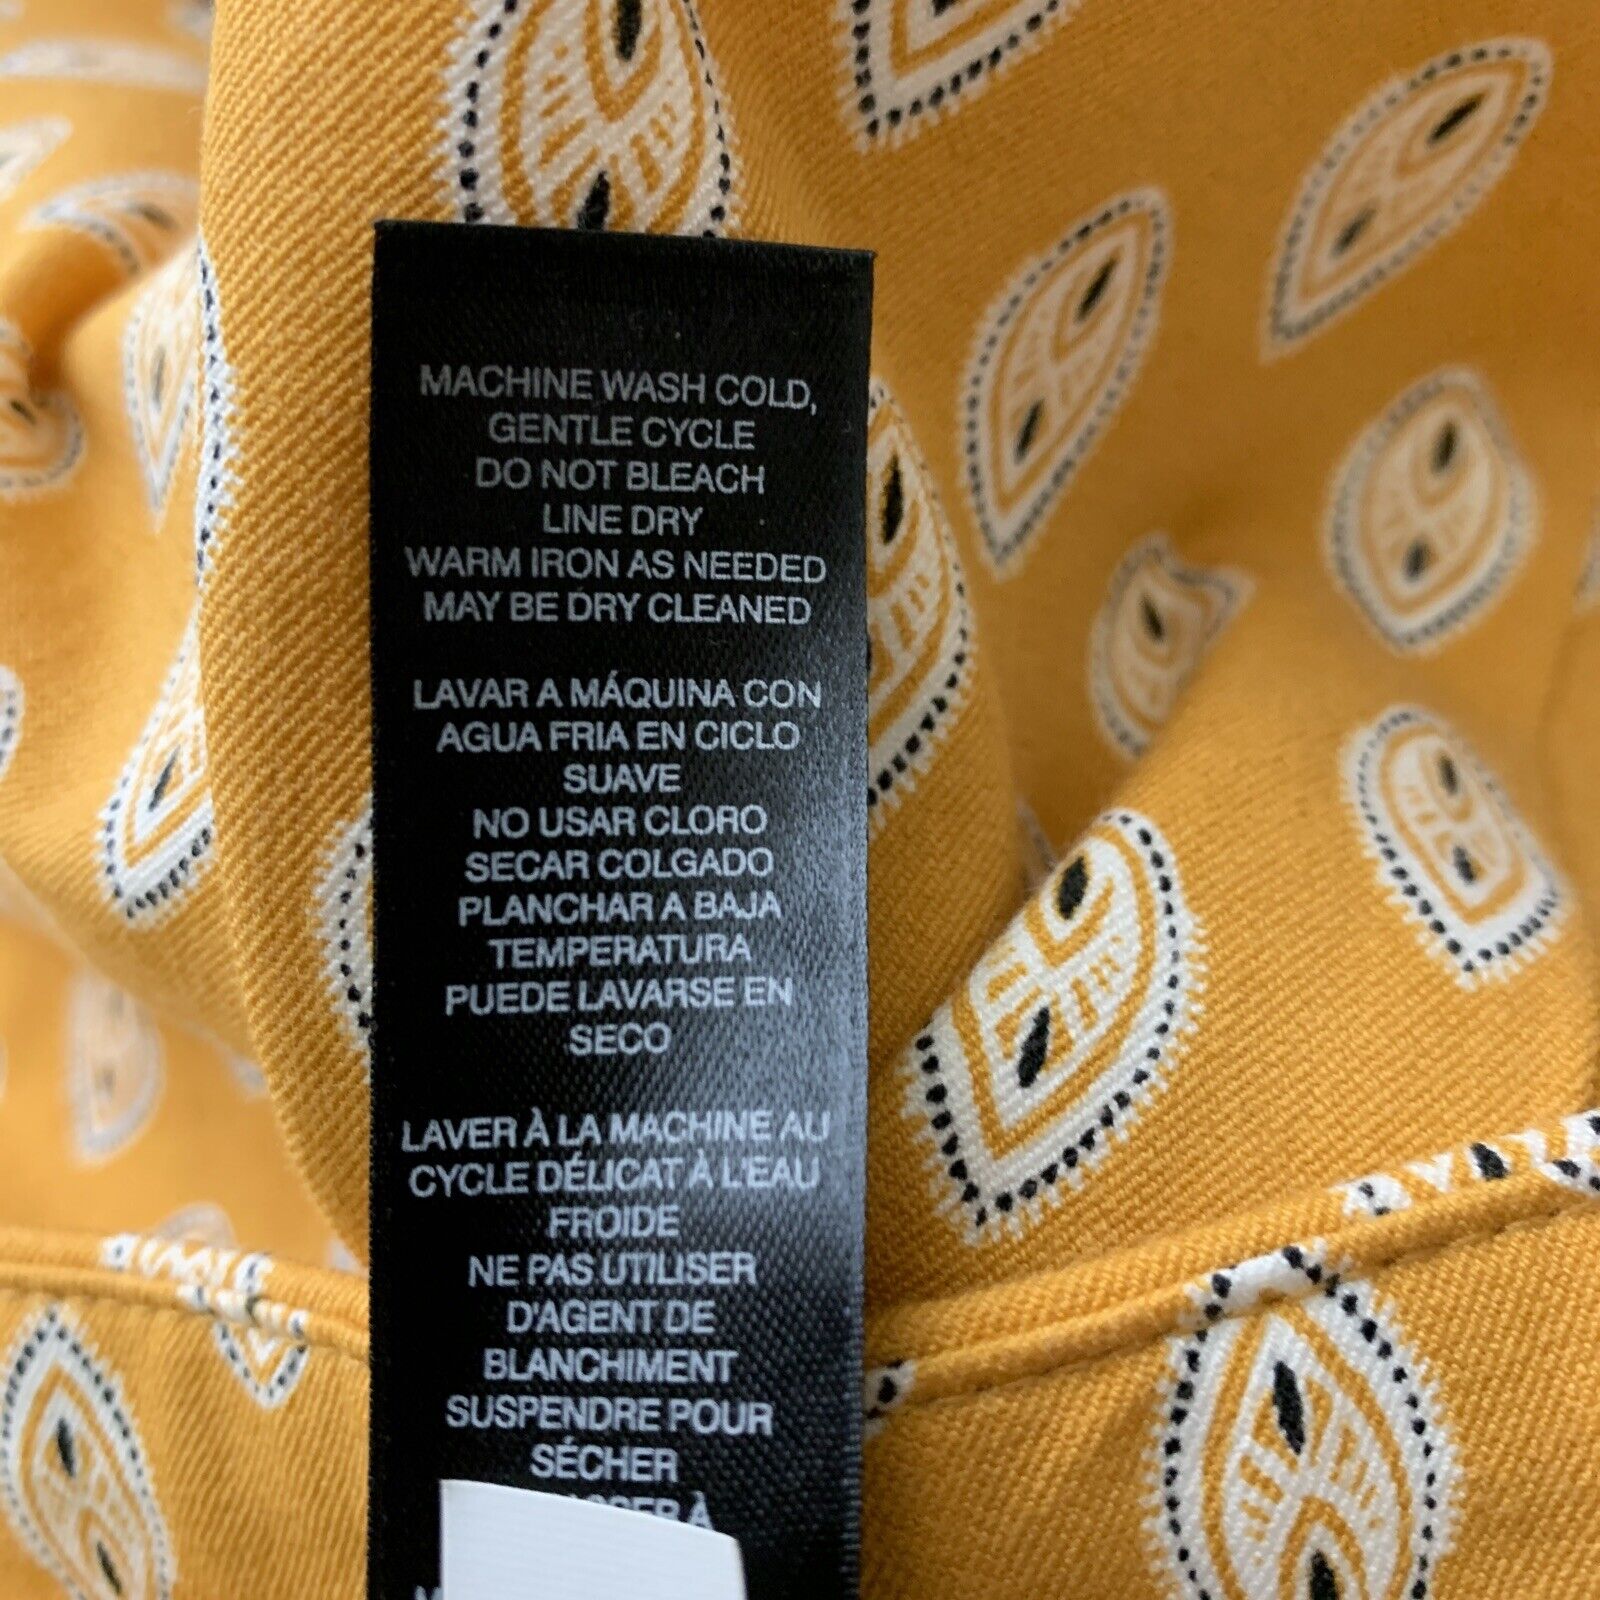 MACHINE WASH COLD,
GENTLE CYCLE
DO NOT BLEACH
LINE DRY
WARM IRON AS NEEDED
MAY BE DRY CLEANED
LAVAR A MÁQUINA CON
AGUA FRIA EN CICLO
SUAVE
NO USAR CLORO
SECAR COLGADO
PLANCHAR A BAJA
TEMPERATURA
PUEDE LAVARSE EN
SECO
LAVER À LA MACHINE AU
CYCLE DÉLICAT À L'EAU
FROIDE
NE PAS UTILISER
D'AGENT DE
BLANCHIMENT
SUSPENDRE POUR
SÉCHER
À